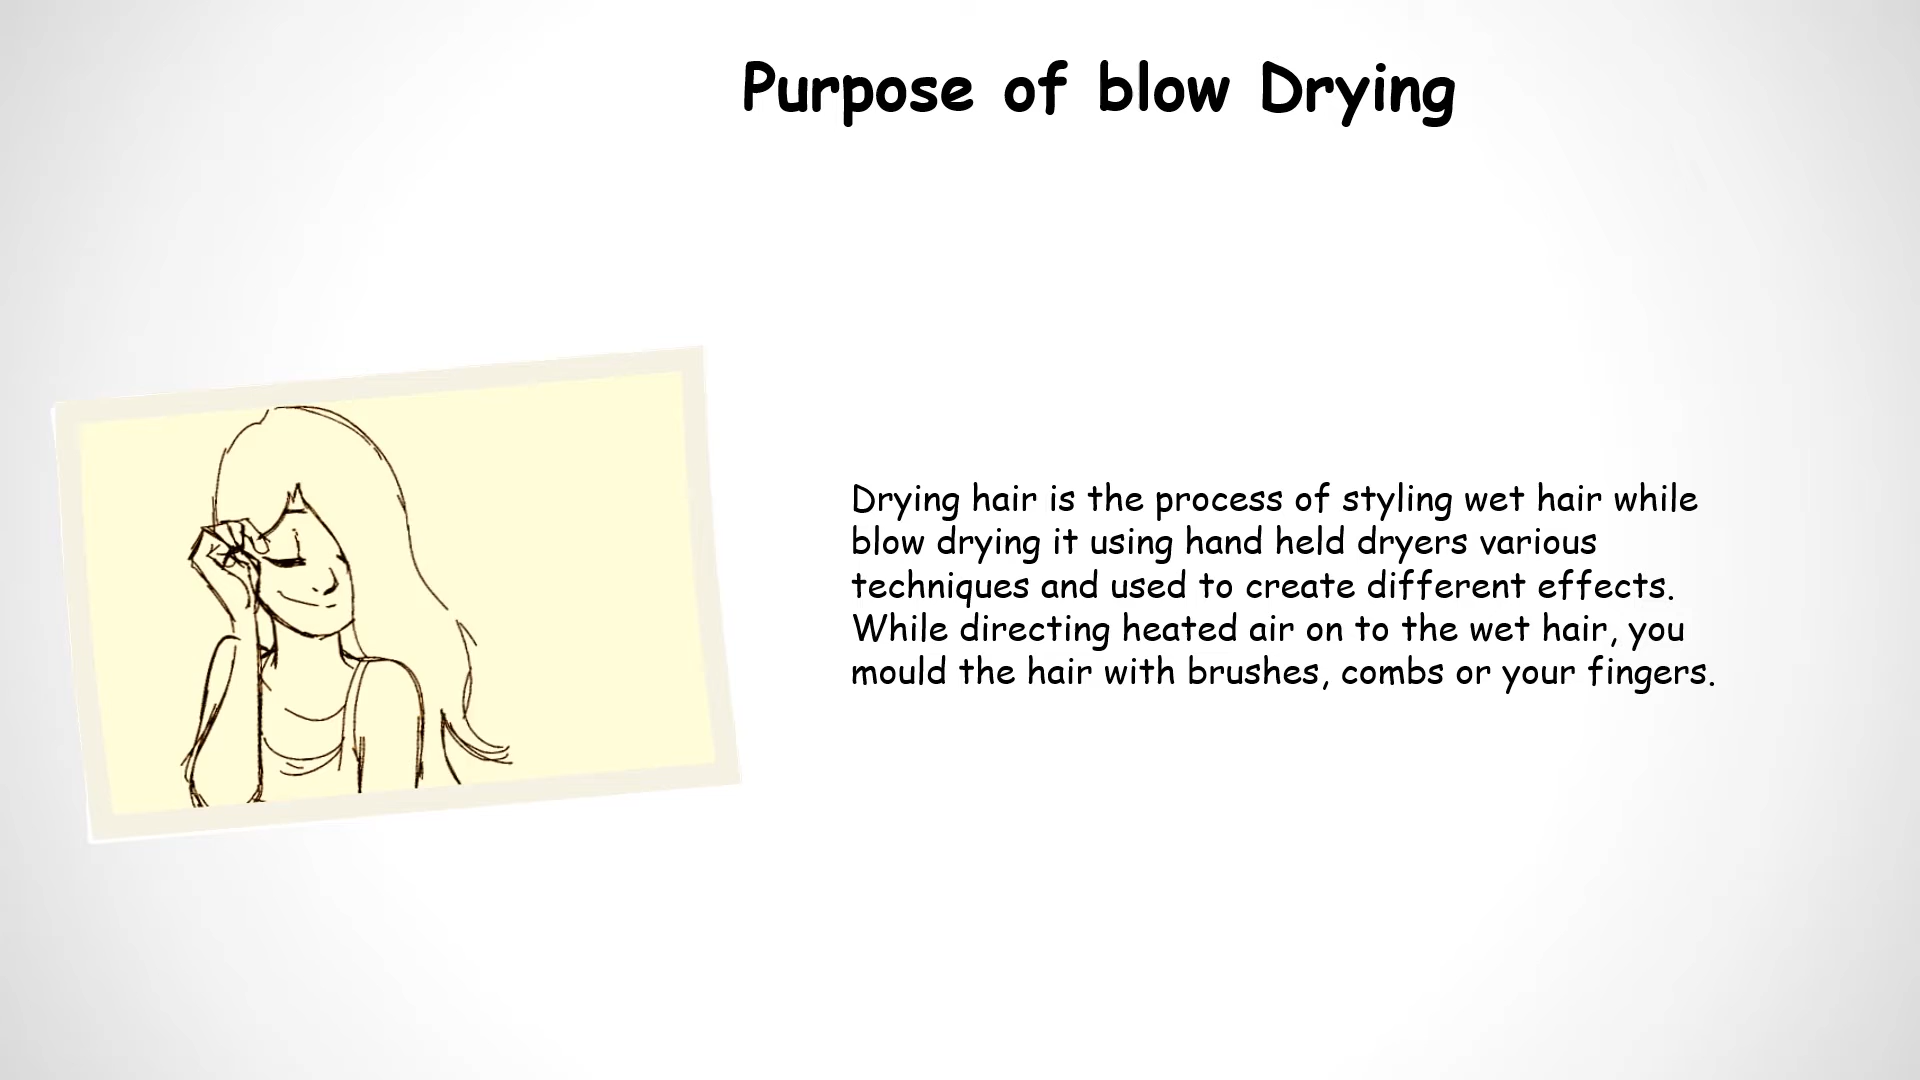 Purpose of blow Drying
Drying hair is the process of styling wet hair while
blow drying it using hand held dryers various
techniques and used to create different effects.
While directing heated air on to the wet hair, you
mould the hair with brushes, combs or your fingers.